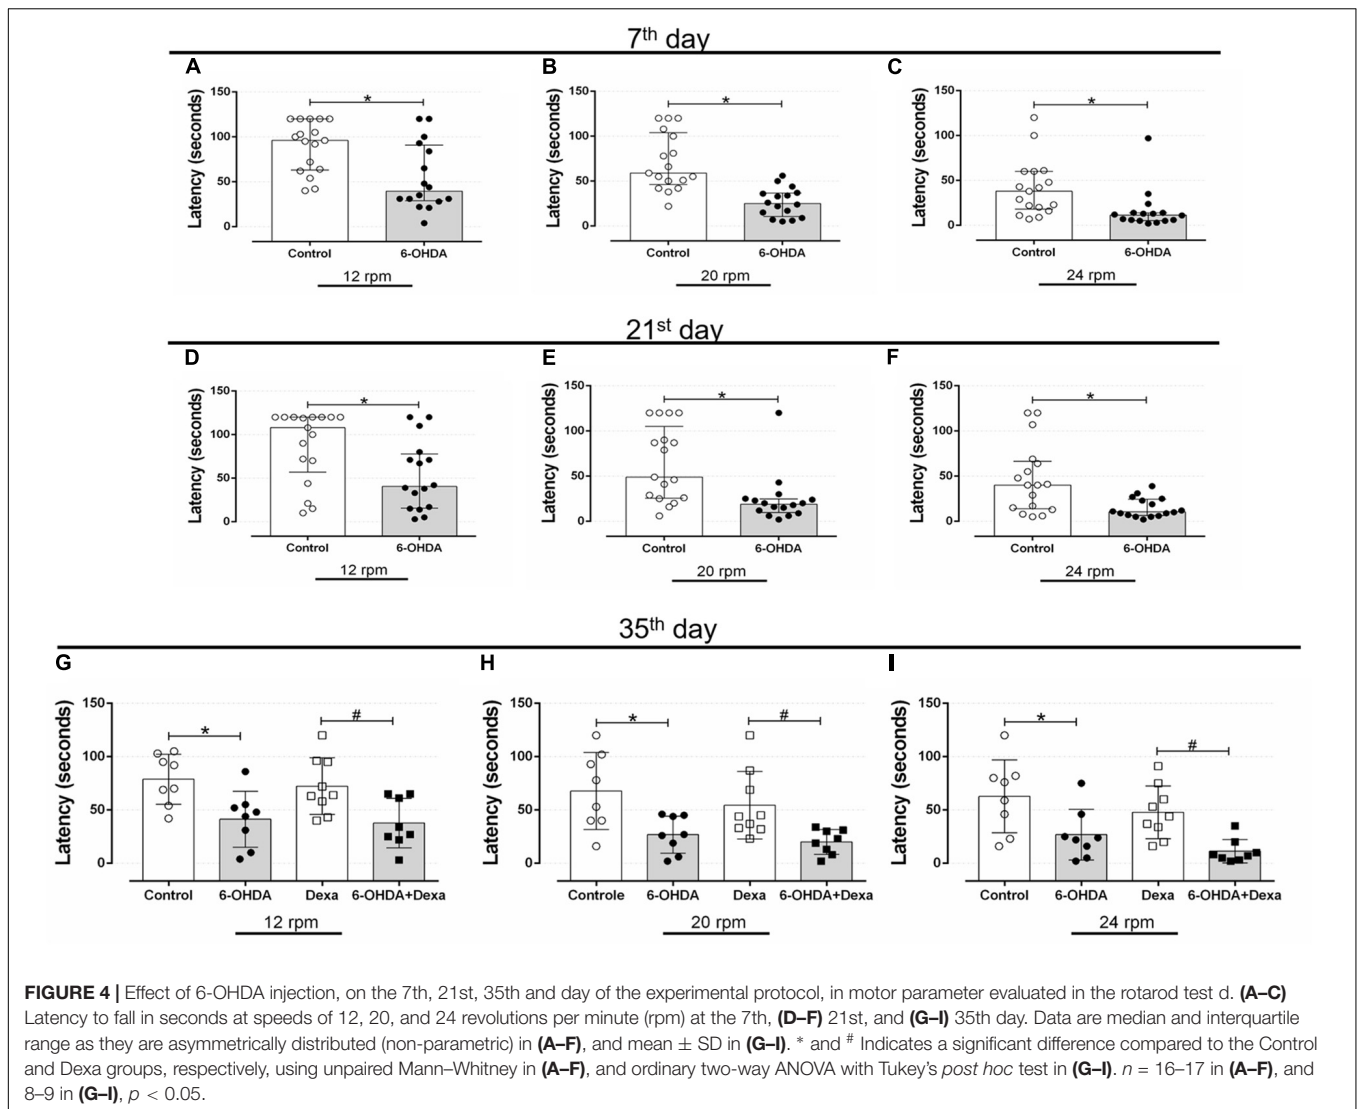 7th day
A
B
C
Latency (seconds)
150
100
50
0
*
Control
6-OHDA
12 rpm
Latency (seconds)
150
100
50
0
*
Control
6-OHDA
20 rpm
Latency (seconds)
150
100
50
0
*
Control
6-OHDA
24 rpm
21st day
D
E
F
Latency (seconds)
150
100
50
0
*
Control
6-OHDA
12 rpm
Latency (seconds)
150
100
50
0
*
Control
6-OHDA
20 rpm
Latency (seconds)
150
100
50
0
*
Control
6-OHDA
24 rpm
35th day
G
H
I
Latency (seconds)
150
100
50
0
*
#
Control
6-OHDA
Dexa
6-OHDA+Dexa
12 rpm
Latency (seconds)
150
100
50
0
*
#
Controle
6-OHDA
Dexa
6-OHDA+Dexa
20 rpm
Latency (seconds)
150
100
50
0
*
#
Control
6-OHDA
Dexa
6-OHDA+Dexa
24 rpm
FIGURE 4 | Effect of 6-OHDA injection, on the 7th, 21st, 35th and day of the experimental protocol, in motor parameter evaluated in the rotarod test d. (A–C)
Latency to fall in seconds at speeds of 12, 20, and 24 revolutions per minute (rpm) at the 7th, (D–F) 21st, and (G–I) 35th day. Data are median and interquartile
range as they are asymmetrically distributed (non-parametric) in (A–F), and mean ± SD in (G–I). * and # Indicates a significant difference compared to the Control
and Dexa groups, respectively, using unpaired Mann–Whitney in (A–F), and ordinary two-way ANOVA with Tukey's post hoc test in (G–I). n = 16–17 in (A–F), and
8–9 in (G–I), p < 0.05.